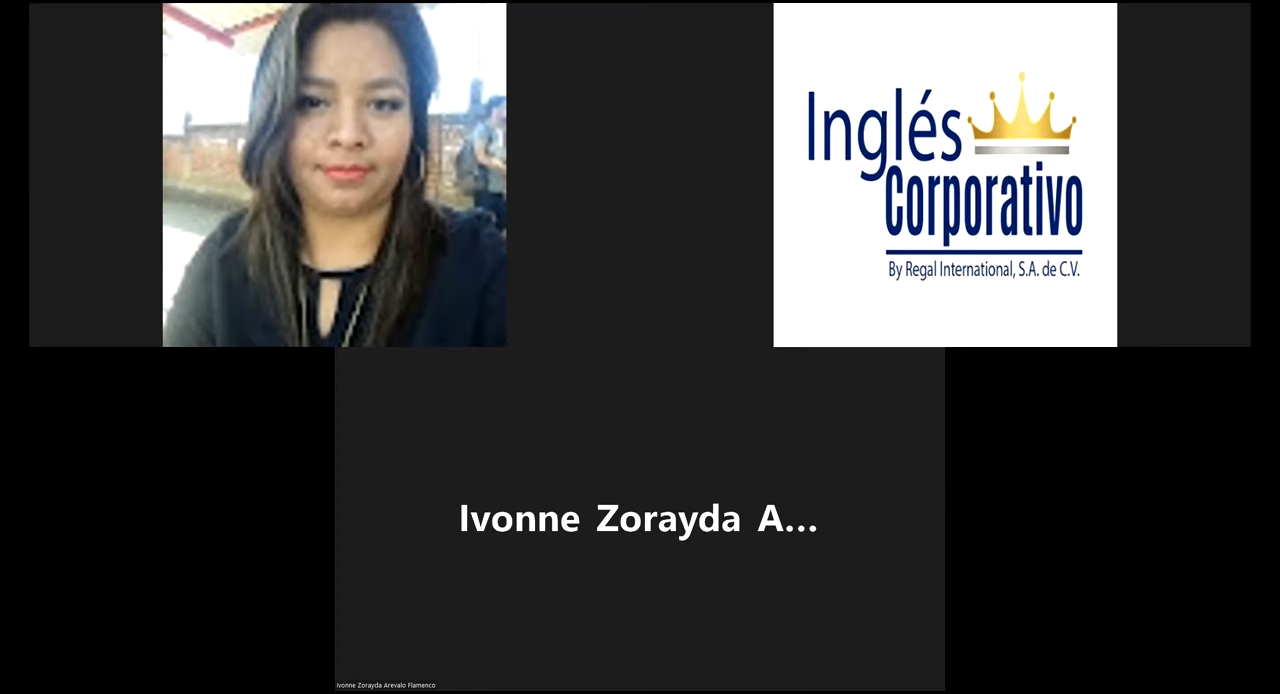 Inglés
Corporativo
By Regal International, S.A. de C.V.
Ivonne Zorayda A...
Ivonne Zorayda Arevalo Flamenco